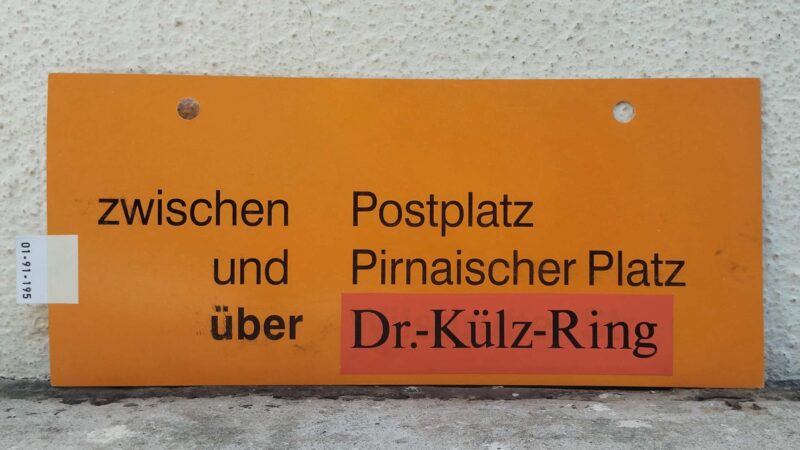 zwischen Postplatz
und Pirnaischer Platz
über Dr.-Külz-Ring
01-91-195